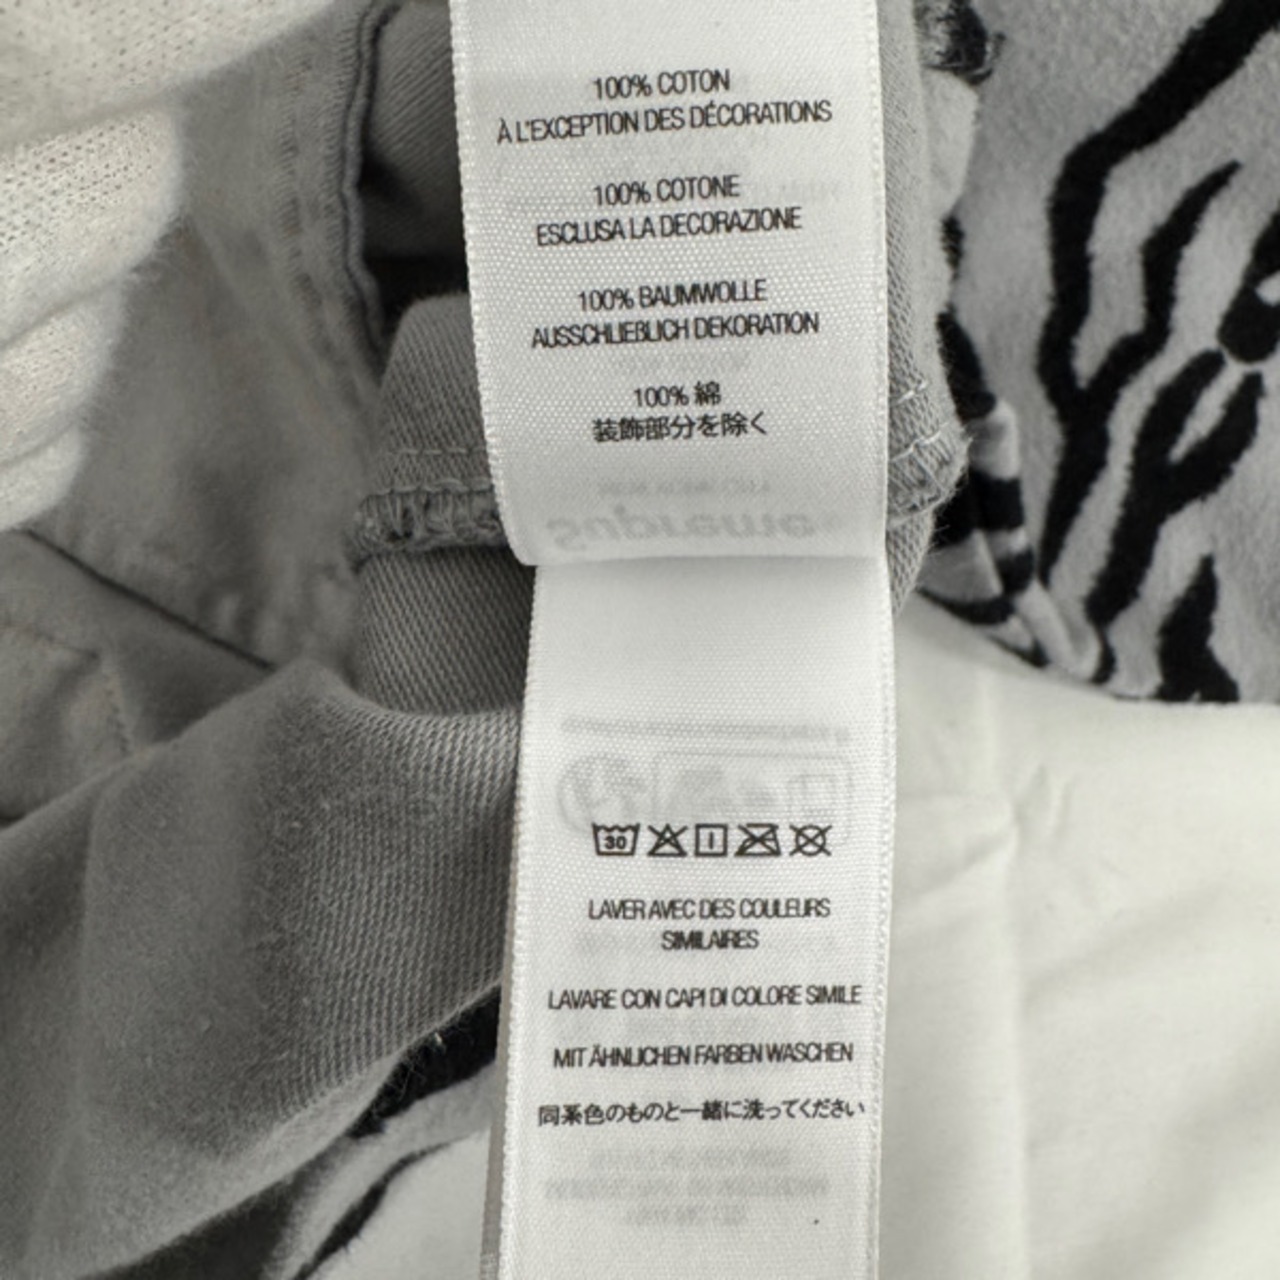 100% COTON
À L'EXCEPTION DES DÉCORATIONS
100% COTONE
ESCLUSA LA DECORAZIONE
100% BAUMWOLLE
AUSSCHLIEBLICH DEKORATION
100% 綿
装飾部分を除く
Supreme
30
LAVER AVEC DES COULEURS
SIMILAIRES
LAVARE CON CAPI DI COLORE SIMILE
MIT ÄHNLICHEN FARBEN WASCHEN
同系色のものと一緒に洗ってください